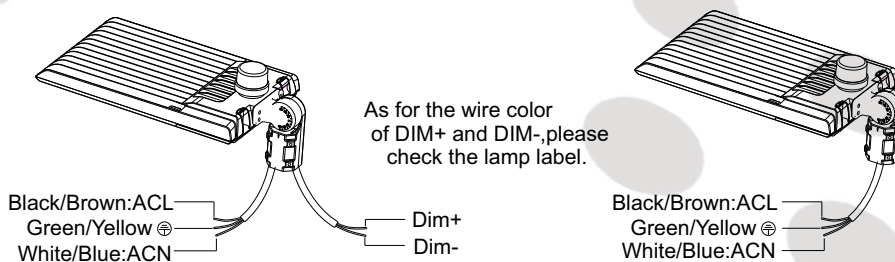 As for the wire color
of DIM+ and DIM-,please
check the lamp label.
Black/Brown:ACL
Green/Yellow
White/Blue:ACN
Dim+
Dim-
Black/Brown:ACL
Green/Yellow
White/Blue:ACN